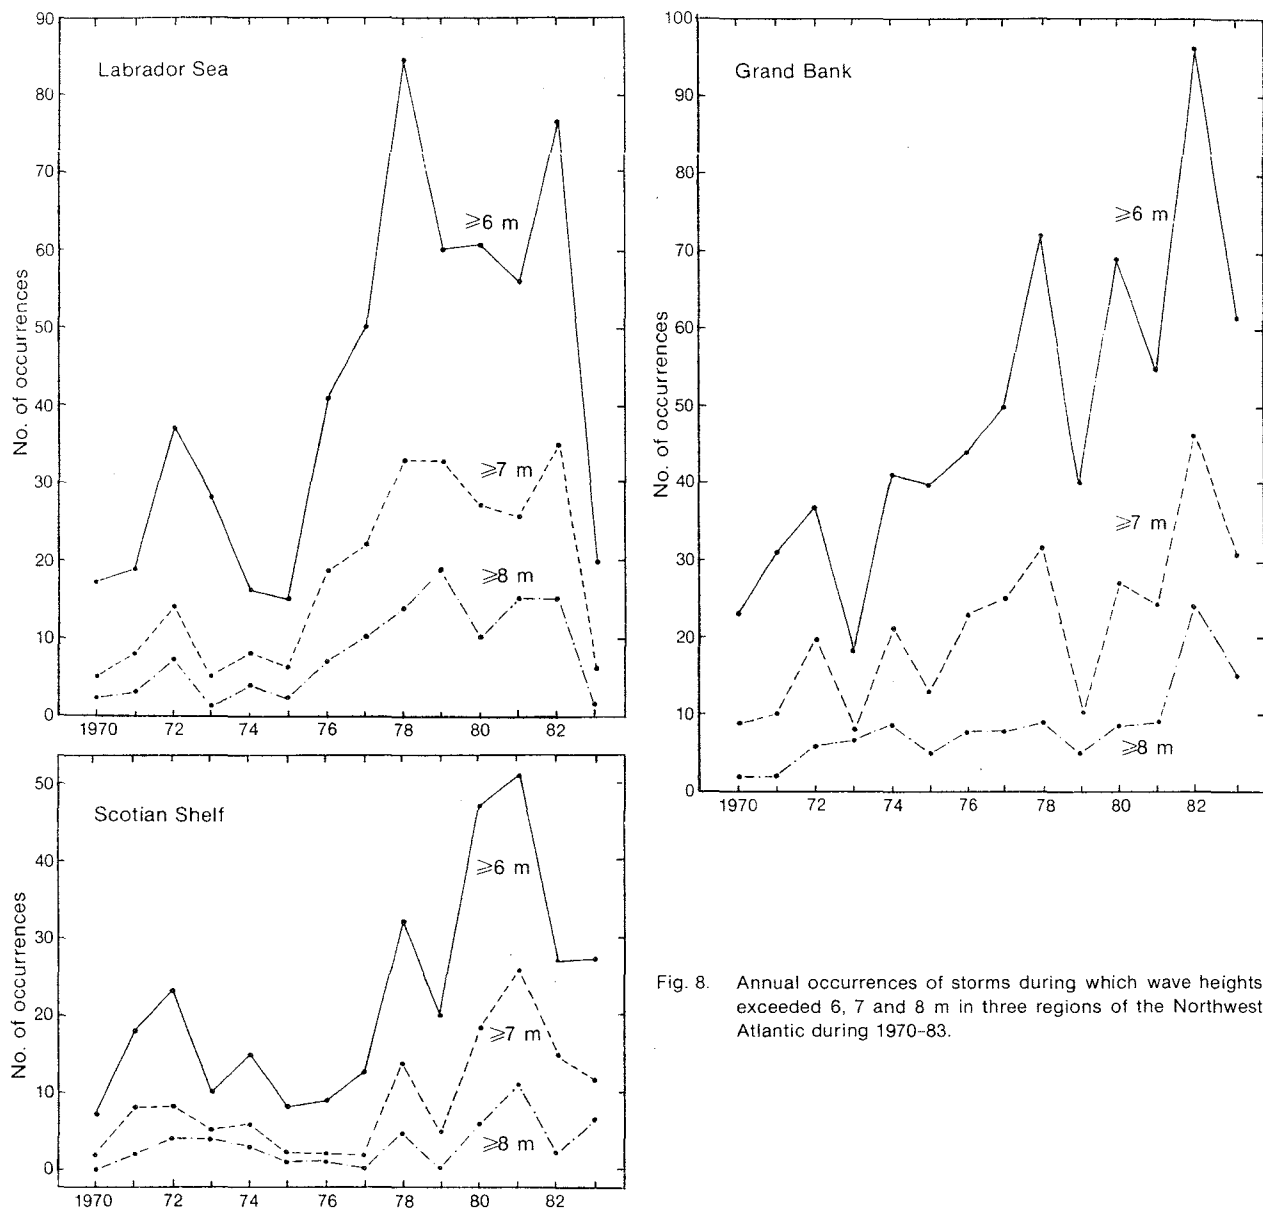 Labrador Sea
No. of occurrences
90
80
70
60
50
40
30
20
10
0
⩾6 m
⩾7 m
⩾8 m
1970 72 74 76 78 80 82
Grand Bank
No. of occurrences
100
90
80
70
60
50
40
30
20
10
0
⩾6 m
⩾7 m
⩾8 m
1970 72 74 76 78 80 82
Scotian Shelf
No. of occurrences
50
40
30
20
10
0
⩾6 m
⩾7 m
⩾8 m
1970 72 74 76 78 80 82
Fig. 8. Annual occurrences of storms during which wave heights
exceeded 6, 7 and 8 m in three regions of the Northwest
Atlantic during 1970-83.